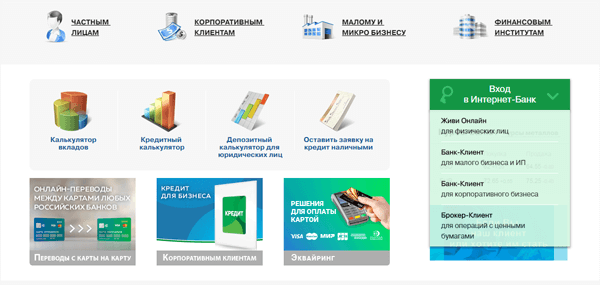 ЧАСТНЫМ
ЛИЦАМ
КОРПОРАТИВНЫМ
КЛИЕНТАМ
МАЛОМУ И
МИКРО БИЗНЕСУ
ФИНАНСОВЫМ
ИНСТИТУТАМ
Калькулятор
вкладов
Кредитный
калькулятор
Депозитный
калькулятор для
юридических лиц
Оставить заявку на
кредит наличными
Вход
в Интернет-Банк
Живи Онлайн
для физических лиц
Банк-Клиент
для малого бизнеса и ИП
Банк-Клиент
для корпоративного бизнеса
Брокер-Клиент
для операций с ценными
бумагами
ОНЛАЙН-ПЕРЕВОДЫ
МЕЖДУ КАРТАМИ ЛЮБЫХ
РОССИЙСКИХ БАНКОВ
ПЕРЕВОДЫ С КАРТЫ НА КАРТУ
КРЕДИТ
ДЛЯ БИЗНЕСА
КРЕДИТ
КОРПОРАТИВНЫМ КЛИЕНТАМ
РЕШЕНИЯ
ДЛЯ ОПЛАТЫ
КАРТОЙ
VISA МИР
ЭКВАЙРИНГ